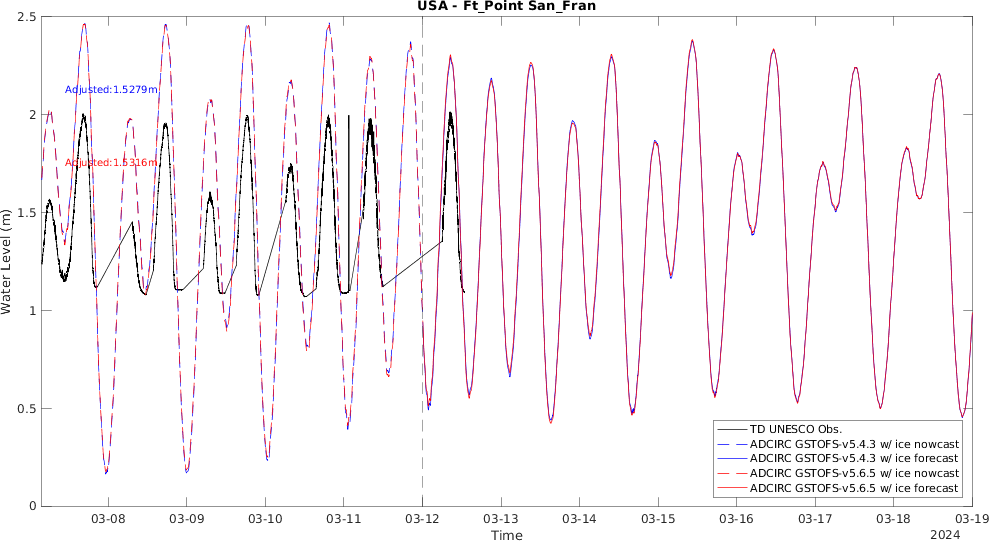 USA - Ft_Point San_Fran
2.5
2
1.5
1
0.5
0
Water Level (m)
Adjusted:1.5279m
Adjusted:1.5316m
TD UNESCO Obs.
ADCIRC GSTOFS-v5.4.3 w/ ice nowcast
ADCIRC GSTOFS-v5.4.3 w/ ice forecast
ADCIRC GSTOFS-v5.6.5 w/ ice nowcast
ADCIRC GSTOFS-v5.6.5 w/ ice forecast
03-08 03-09 03-10 03-11 03-12 03-13 03-14 03-15 03-16 03-17 03-18 03-19
Time
2024